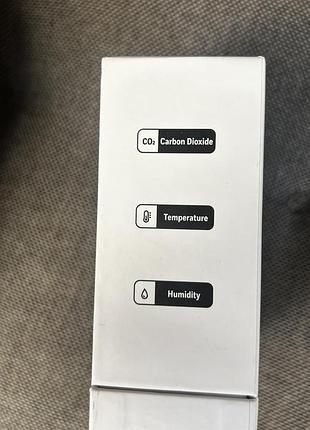 CO₂ Carbon Dioxide
Temperature
Humidity